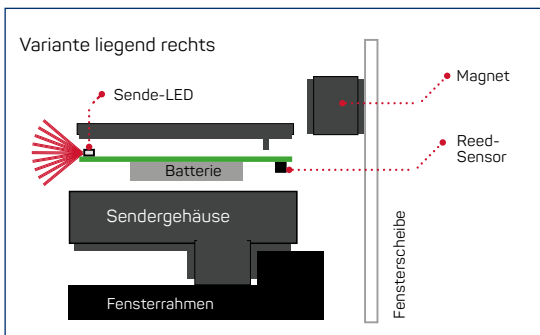 Variante liegend rechts
Sende-LED
Magnet
Reed-
Sensor
Batterie
Sendergehäuse
Fensterrahmen
Fensterscheibe